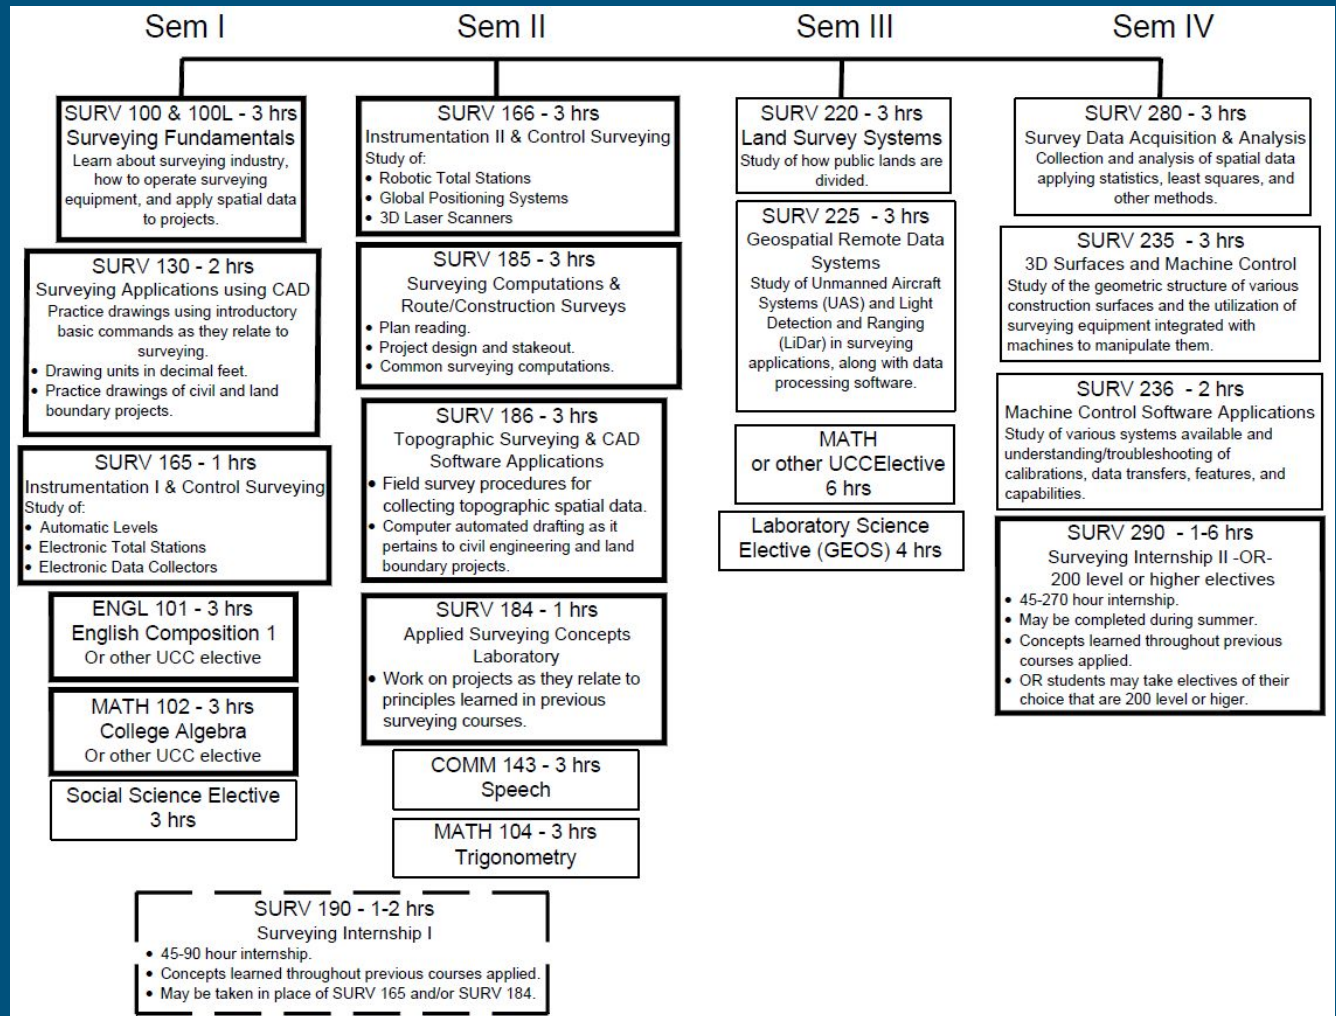 Sem I
SURV 100 & 100L - 3 hrs
Surveying Fundamentals
Learn about surveying industry,
how to operate surveying
equipment, and apply spatial data
to projects.
SURV 130 - 2 hrs
Surveying Applications using CAD
Practice drawings using introductory
basic commands as they relate to
surveying.
• Drawing units in decimal feet.
• Practice drawings of civil and land
boundary projects.
SURV 165 - 1 hrs
Instrumentation I & Control Surveying
Study of:
• Automatic Levels
• Electronic Total Stations
• Electronic Data Collectors
ENGL 101 - 3 hrs
English Composition 1
Or other UCC elective
MATH 102 - 3 hrs
College Algebra
Or other UCC elective
Social Science Elective
3 hrs
Sem II
SURV 166 - 3 hrs
Instrumentation II & Control Surveying
Study of:
• Robotic Total Stations
• Global Positioning Systems
• 3D Laser Scanners
SURV 185 - 3 hrs
Surveying Computations &
Route/Construction Surveys
• Plan reading.
• Project design and stakeout.
• Common surveying computations.
SURV 186 - 3 hrs
Topographic Surveying & CAD
Software Applications
• Field survey procedures for
collecting topographic spatial data.
• Computer automated drafting as it
pertains to civil engineering and land
boundary projects.
SURV 184 - 1 hrs
Applied Surveying Concepts
Laboratory
• Work on projects as they relate to
principles learned in previous
surveying courses.
COMM 143 - 3 hrs
Speech
MATH 104 - 3 hrs
Trigonometry
SURV 190 - 1-2 hrs
Surveying Internship I
• 45-90 hour internship.
• Concepts learned throughout previous courses applied.
• May be taken in place of SURV 165 and/or SURV 184.
Sem III
SURV 220 - 3 hrs
Land Survey Systems
Study of how public lands are
divided.
SURV 225 - 3 hrs
Geospatial Remote Data
Systems
Study of Unmanned Aircraft
Systems (UAS) and Light
Detection and Ranging
(LiDar) in surveying
applications, along with data
processing software.
MATH
or other UCCElective
6 hrs
Laboratory Science
Elective (GEOS) 4 hrs
Sem IV
SURV 280 - 3 hrs
Survey Data Acquisition & Analysis
Collection and analysis of spatial data
applying statistics, least squares, and
other methods.
SURV 235 - 3 hrs
3D Surfaces and Machine Control
Study of the geometric structure of various
construction surfaces and the utilization of
surveying equipment integrated with
machines to manipulate them.
SURV 236 - 2 hrs
Machine Control Software Applications
Study of various systems available and
understanding/troubleshooting of
calibrations, data transfers, features, and
capabilities.
SURV 290 - 1-6 hrs
Surveying Internship II -OR-
200 level or higher electives
• 45-270 hour internship.
• May be completed during summer.
• Concepts learned throughout previous
courses applied.
• OR students may take electives of their
choice that are 200 level or higer.